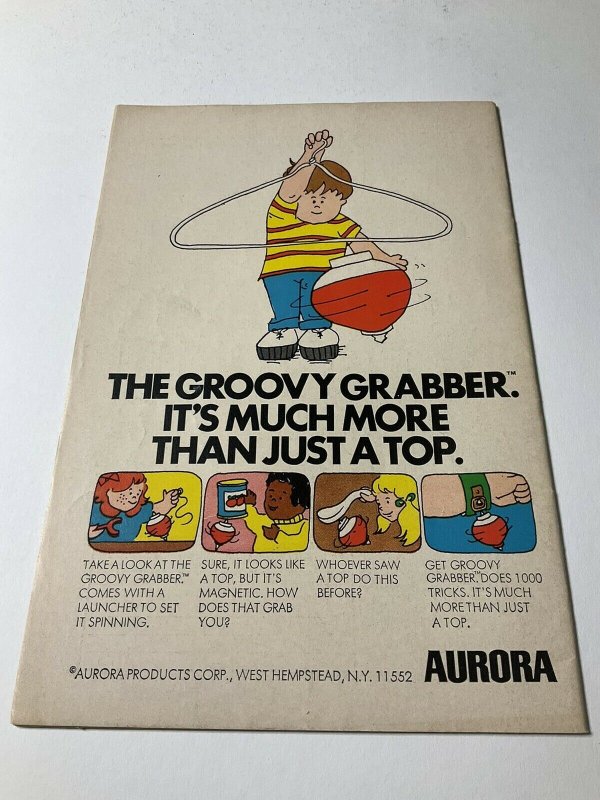 THE GROOVY GRABBER.™
IT'S MUCH MORE
THAN JUST A TOP.
TAKE A LOOK AT THE
GROOVY GRABBER.™
COMES WITH A
LAUNCHER TO SET
IT SPINNING.
SURE, IT LOOKS LIKE
A TOP, BUT IT'S
MAGNETIC. HOW
DOES THAT GRAB
YOU?
WHOEVER SAW
A TOP DO THIS
BEFORE?
GET GROOVY
GRABBER.™ DOES 1000
TRICKS. IT'S MUCH
MORE THAN JUST
A TOP.
©AURORA PRODUCTS CORP., WEST HEMPSTEAD, N.Y. 11552
AURORA